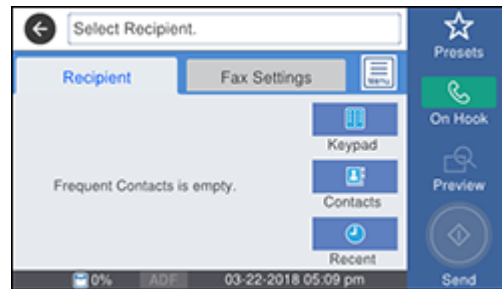 Select Recipient.
Presets
Recipient
Fax Settings
Menu
On Hook
Keypad
Frequent Contacts is empty.
Preview
Contacts
Recent
0%
ADF
03-22-2018 05:09 pm
Send